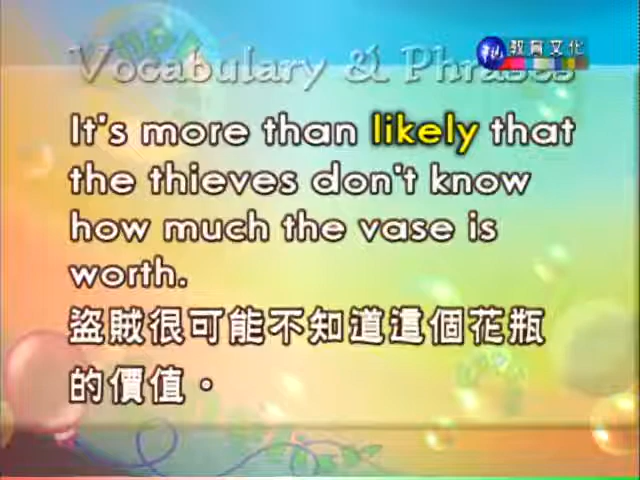 教育文化
Vocabulary & Phrases
It's more than likely that
the thieves don't know
how much the vase is
worth.
盜賊很可能不知道這個花瓶
的價值。